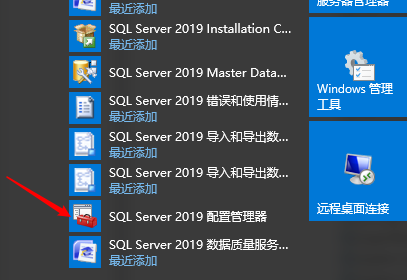 最近添加
SQL Server 2019 Installation C...
最近添加
SQL Server 2019 Master Data...
SQL Server 2019 错误和使用情...
最近添加
SQL Server 2019 导入和导出数...
最近添加
SQL Server 2019 导入和导出数...
最近添加
SQL Server 2019 配置管理器
SQL Server 2019 数据质量服务...
最近添加
服务器管理器
Windows 管理
工具
远程桌面连接